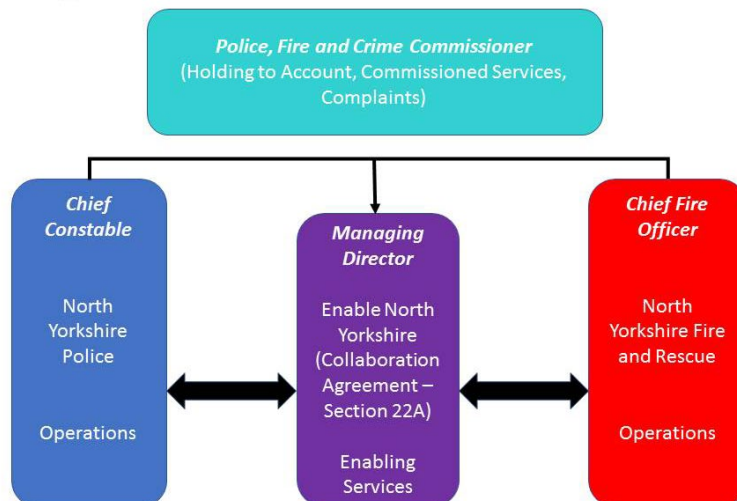 Police, Fire and Crime Commissioner
(Holding to Account, Commissioned Services,
Complaints)
Chief
Constable
North
Yorkshire
Police
Operations
Managing
Director
Enable North
Yorkshire
(Collaboration
Agreement –
Section 22A)
Enabling
Services
Chief Fire
Officer
North
Yorkshire Fire
and Rescue
Operations